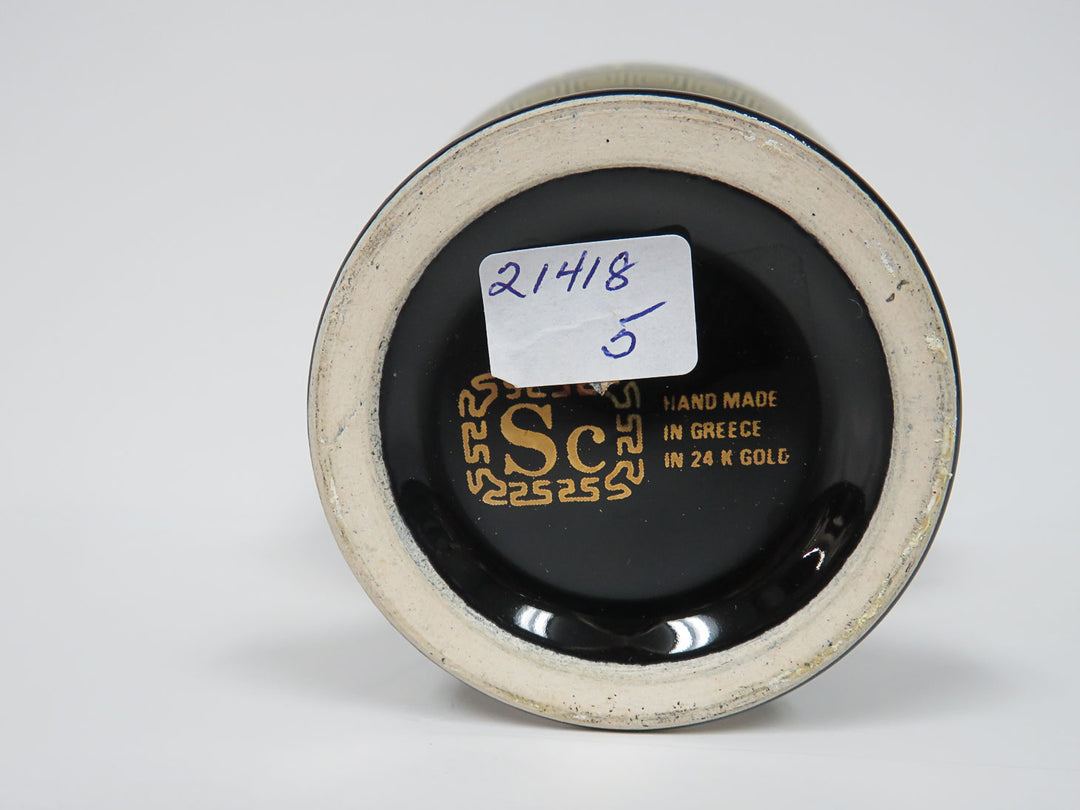 21418
5
Sc
HAND MADE
IN GREECE
IN 24 K GOLD